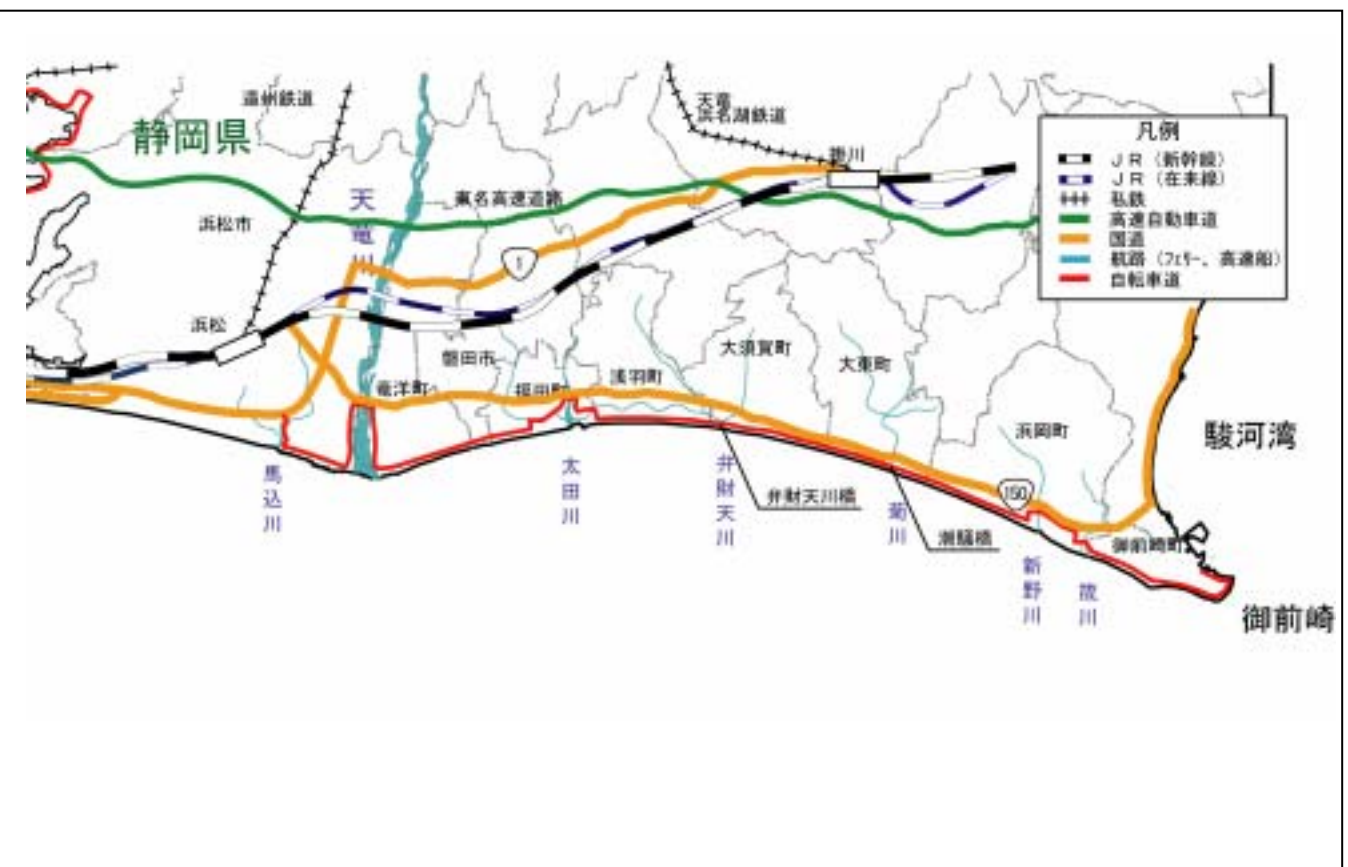 遠州鉄道
天竜
浜名湖鉄道
静岡県
掛川
凡例
JR(新幹線)
JR(在来線)
私鉄
高速自動車道
国道
航路(フェリー、高速船)
自転車道
天竜川
東名高速道路
浜松市
1
浜松
磐田市
大須賀町
大東町
竜洋町
福田町
浅羽町
浜岡町
駿河湾
馬込川
太田川
弁財天川
弁財天川橋
菊川
150
潮騒橋
御前崎町
新野川
御前崎